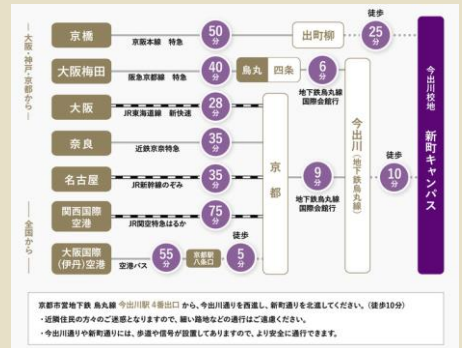 大阪・神戸・京都から
京橋
京阪本線 特急
50分
出町柳
徒歩
25分
大阪梅田
阪急京都線 特急
40分
烏丸
四条
6分
地下鉄烏丸線
国際会館行
大阪
JR東海道線 新快速
28分
奈良
近鉄京奈特急
35分
名古屋
JR新幹線のぞみ
35分
京都
9分
地下鉄烏丸線
国際会館行
今出川（地下鉄烏丸線）
徒歩
10分
今出川校地
新町キャンパス
全国から
関西国際
空港
JR関空特急はるか
75分
大阪国際
(伊丹)空港
空港バス
55分
京都駅
八条口
徒歩
5分
京都市営地下鉄 烏丸線 今出川駅 4番出口 から、今出川通りを西進し、新町通りを北進してください。（徒歩10分）
・近隣住民の方々のご迷惑となりますので、細い路地などの通行はご遠慮ください。
・今出川通りや新町通りには、歩道や信号が設置してありますので、より安全に通行できます。